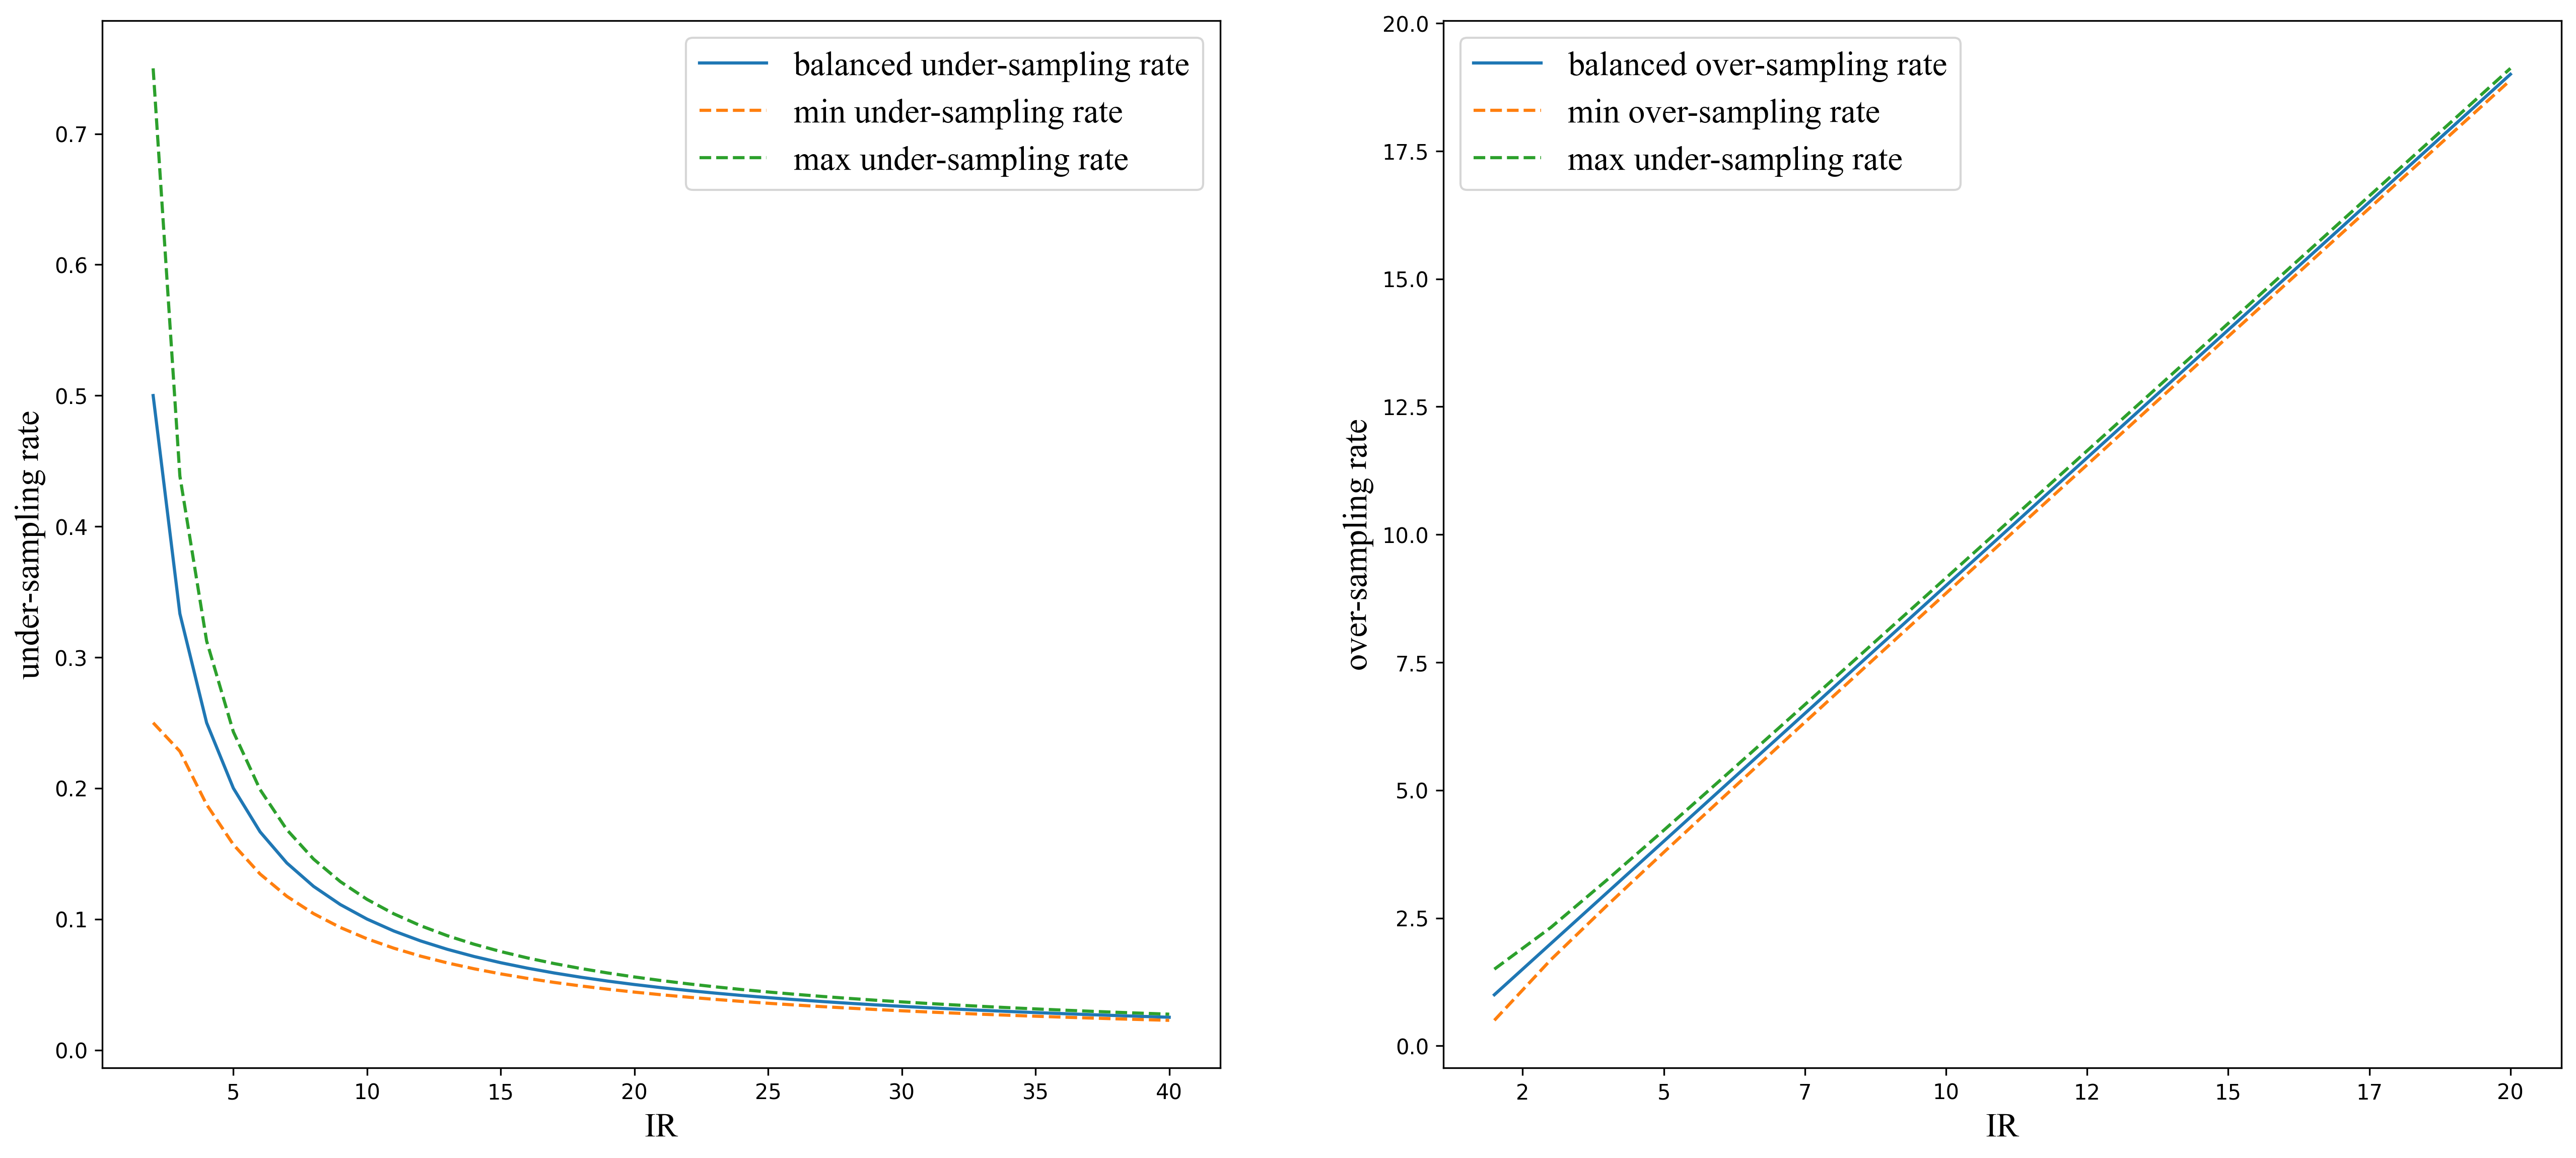 balanced under-sampling rate
min under-sampling rate
max under-sampling rate
0.7
0.6
0.5
0.4
0.3
0.2
0.1
0.0
under-sampling rate
5 10 15 20 25 30 35 40
IR
balanced over-sampling rate
min over-sampling rate
max under-sampling rate
20.0
17.5
15.0
12.5
10.0
7.5
5.0
2.5
0.0
over-sampling rate
2 5 7 10 12 15 17 20
IR